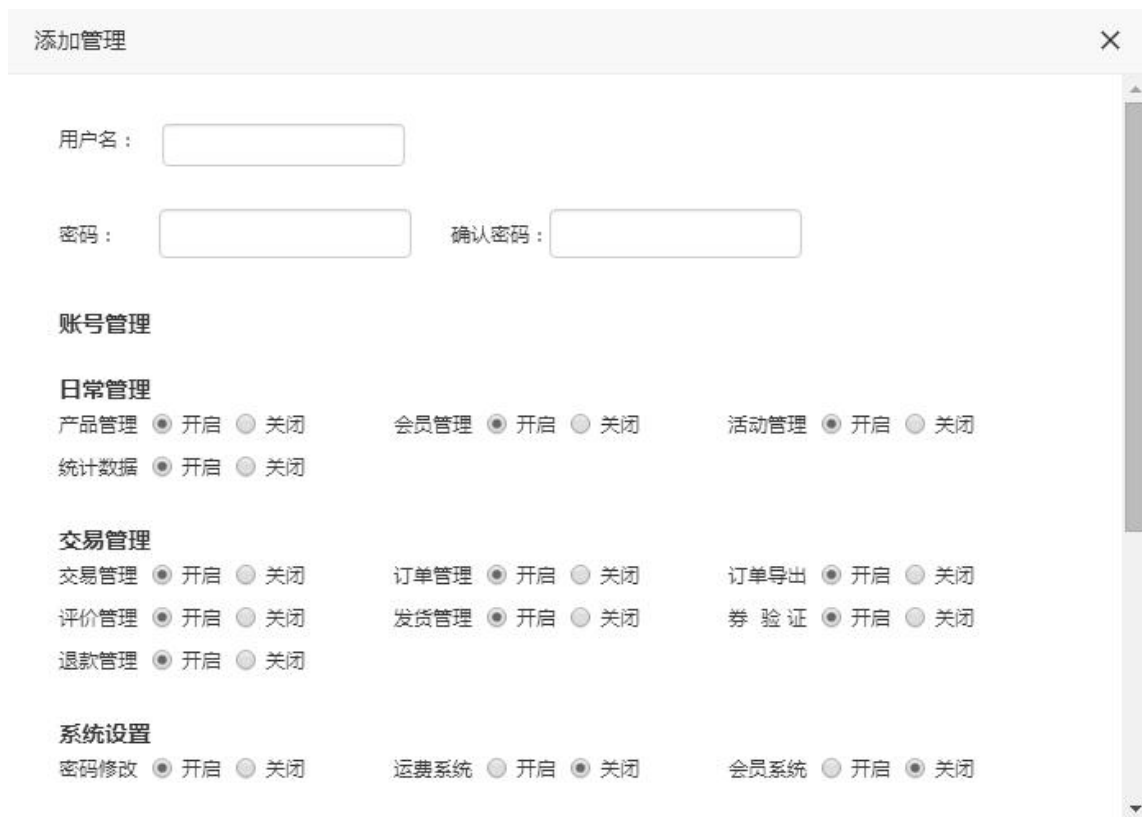 添加管理
用户名：
密码： 确认密码：
账号管理
日常管理
产品管理 开启 关闭 会员管理 开启 关闭 活动管理 开启 关闭
统计数据 开启 关闭
交易管理
交易管理 开启 关闭 订单管理 开启 关闭 订单导出 开启 关闭
评价管理 开启 关闭 发货管理 开启 关闭 券 验 证 开启 关闭
退款管理 开启 关闭
系统设置
密码修改 开启 关闭 运费系统 开启 关闭 会员系统 开启 关闭